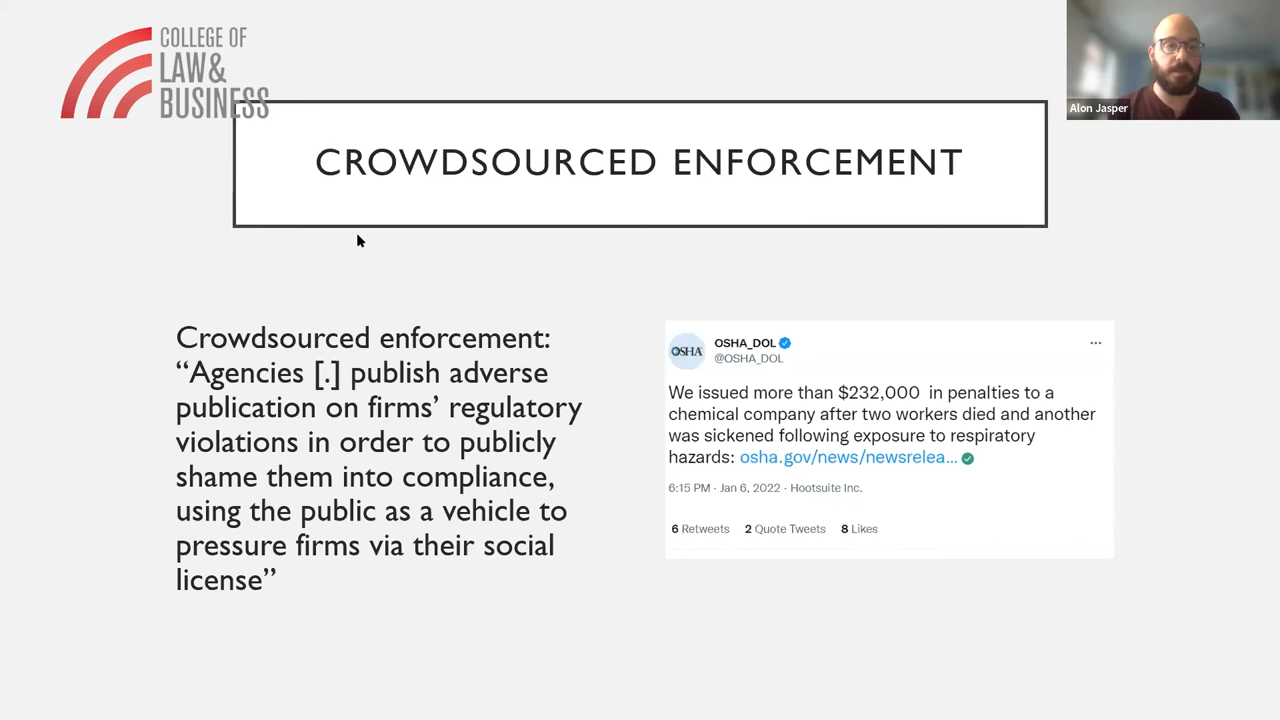 COLLEGE OF
LAW&
BUSINESS
Alon Jasper
CROWDSOURCED ENFORCEMENT
Crowdsourced enforcement:
“Agencies [.] publish adverse
publication on firms’ regulatory
violations in order to publicly
shame them into compliance,
using the public as a vehicle to
pressure firms via their social
license”
OSHA
OSHA_DOL
@OSHA_DOL
We issued more than $232,000 in penalties to a
chemical company after two workers died and another
was sickened following exposure to respiratory
hazards: osha.gov/news/newsrelea...
6:15 PM · Jan 6, 2022 · Hootsuite Inc.
6 Retweets 2 Quote Tweets 8 Likes